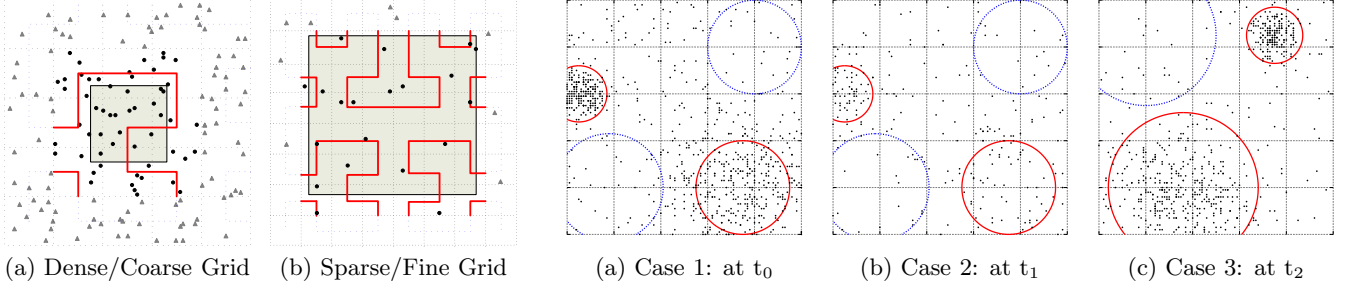 (a) Dense/Coarse Grid
(b) Sparse/Fine Grid
(a) Case 1: at t₀
(b) Case 2: at t₁
(c) Case 3: at t₂